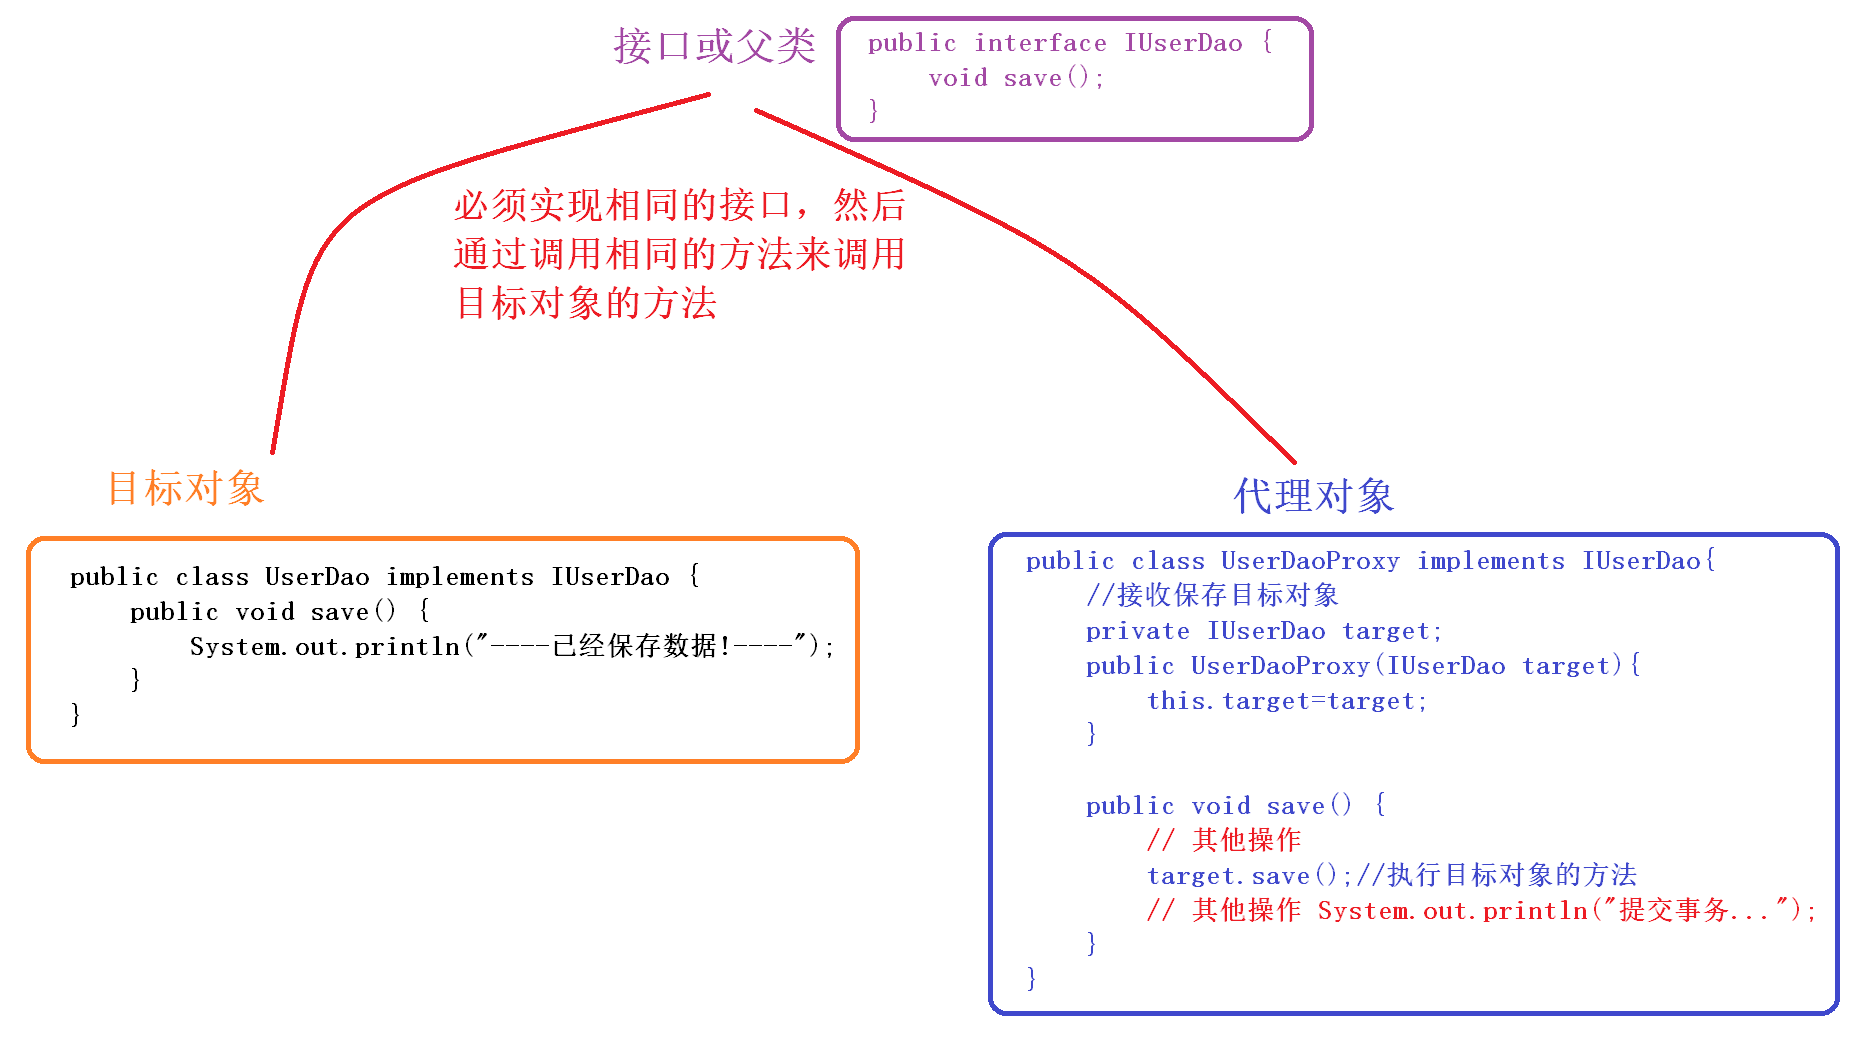 接口或父类
public interface IUserDao {
    void save();
}
必须实现相同的接口，然后
通过调用相同的方法来调用
目标对象的方法
目标对象
public class UserDao implements IUserDao {
    public void save() {
        System.out.println("----已经保存数据!----");
    }
}
代理对象
public class UserDaoProxy implements IUserDao{
    //接收保存目标对象
    private IUserDao target;
    public UserDaoProxy(IUserDao target){
        this.target=target;
    }
    public void save() {
        // 其他操作
        target.save();//执行目标对象的方法
        // 其他操作 System.out.println("提交事务...");
    }
}